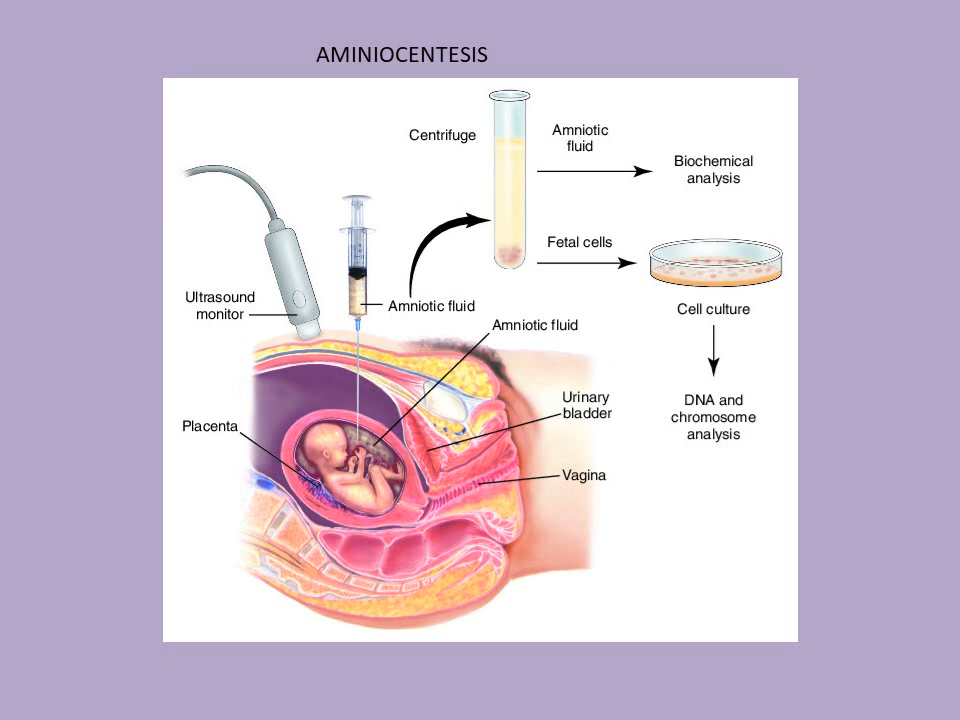 AMINIOCENTESIS
Centrifuge
Amniotic
fluid
Biochemical
analysis
Fetal cells
Ultrasound
monitor
Amniotic fluid
Cell culture
Amniotic fluid
Urinary
bladder
DNA and
chromosome
analysis
Placenta
Vagina